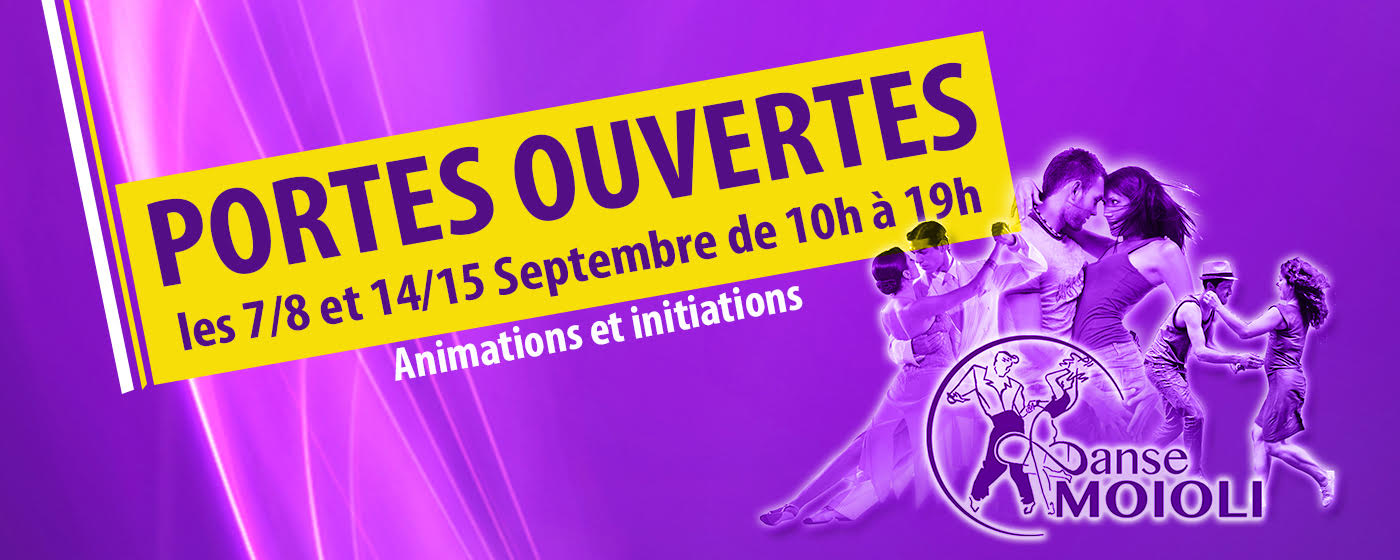 PORTES OUVERTES
les 7/8 et 14/15 Septembre de 10h à 19h
Animations et initiations
Danse
MOIOLI